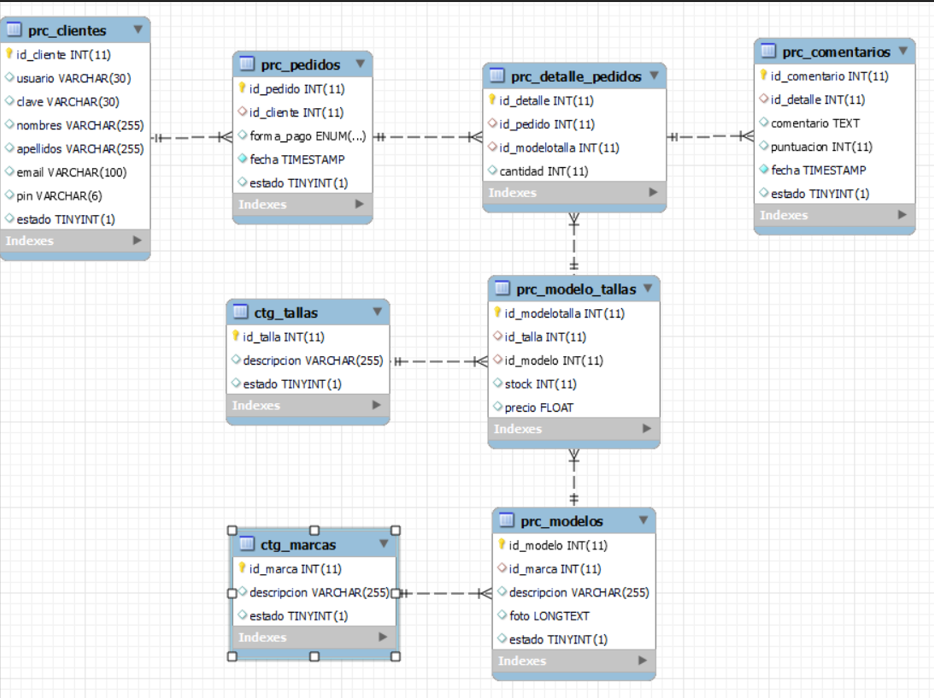 prc_clientes
id_cliente INT(11)
usuario VARCHAR(30)
clave VARCHAR(30)
nombres VARCHAR(255)
apellidos VARCHAR(255)
email VARCHAR(100)
pin VARCHAR(6)
estado TINYINT(1)
Indexes
prc_pedidos
id_pedido INT(11)
id_cliente INT(11)
forma_pago ENUM(...)
fecha TIMESTAMP
estado TINYINT(1)
Indexes
prc_detalle_pedidos
id_detalle INT(11)
id_pedido INT(11)
id_modelotalla INT(11)
cantidad INT(11)
Indexes
prc_comentarios
id_comentario INT(11)
id_detalle INT(11)
comentario TEXT
puntuacion INT(11)
fecha TIMESTAMP
estado TINYINT(1)
Indexes
ctg_tallas
id_talla INT(11)
descripcion VARCHAR(255)
estado TINYINT(1)
Indexes
prc_modelo_tallas
id_modelotalla INT(11)
id_talla INT(11)
id_modelo INT(11)
stock INT(11)
precio FLOAT
Indexes
ctg_marcas
id_marca INT(11)
descripcion VARCHAR(255)
estado TINYINT(1)
Indexes
prc_modelos
id_modelo INT(11)
id_marca INT(11)
descripcion VARCHAR(255)
foto LONGTEXT
estado TINYINT(1)
Indexes